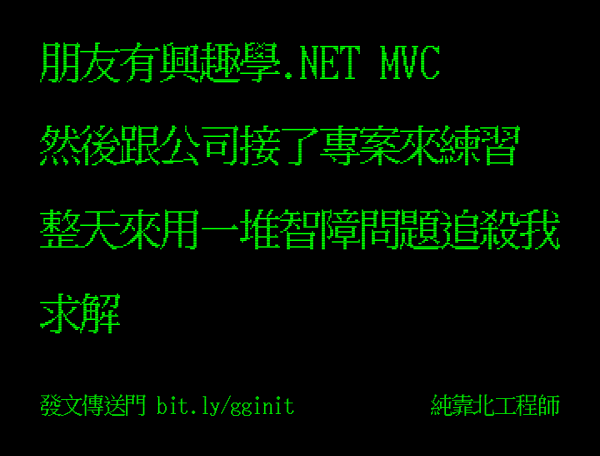 朋友有興趣學.NET MVC
然後跟公司接了專案來練習
整天來用一堆智障問題追殺我
求解
發文傳送門 bit.ly/gginit
純靠北工程師